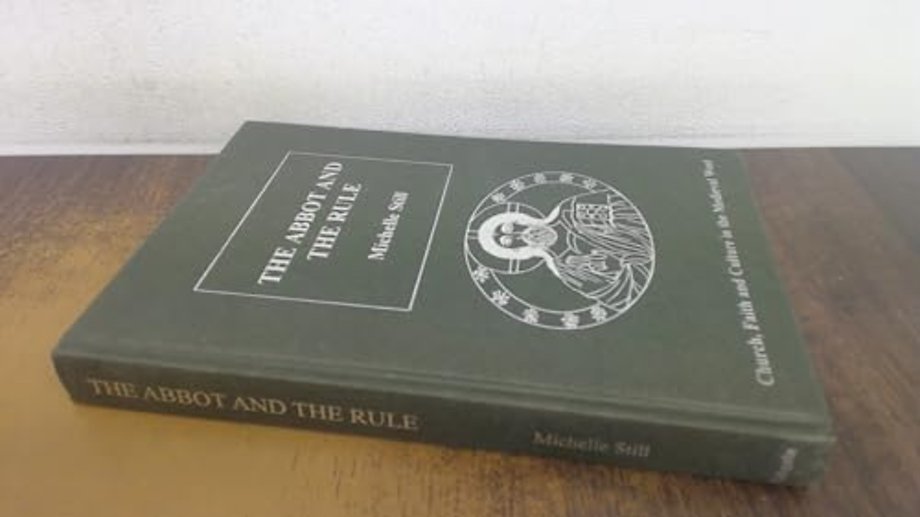 THE ABBOT AND
THE RULE
Michelle Still
Church, Faith and Culture in the Medieval West
THE ABBOT AND THE RULE
Michelle Still